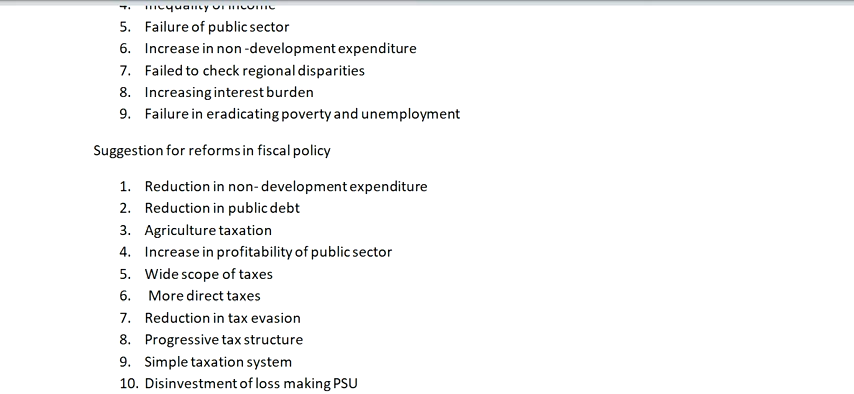 4. Inequality of income
5. Failure of public sector
6. Increase in non -development expenditure
7. Failed to check regional disparities
8. Increasing interest burden
9. Failure in eradicating poverty and unemployment
Suggestion for reforms in fiscal policy
1. Reduction in non- development expenditure
2. Reduction in public debt
3. Agriculture taxation
4. Increase in profitability of public sector
5. Wide scope of taxes
6. More direct taxes
7. Reduction in tax evasion
8. Progressive tax structure
9. Simple taxation system
10. Disinvestment of loss making PSU